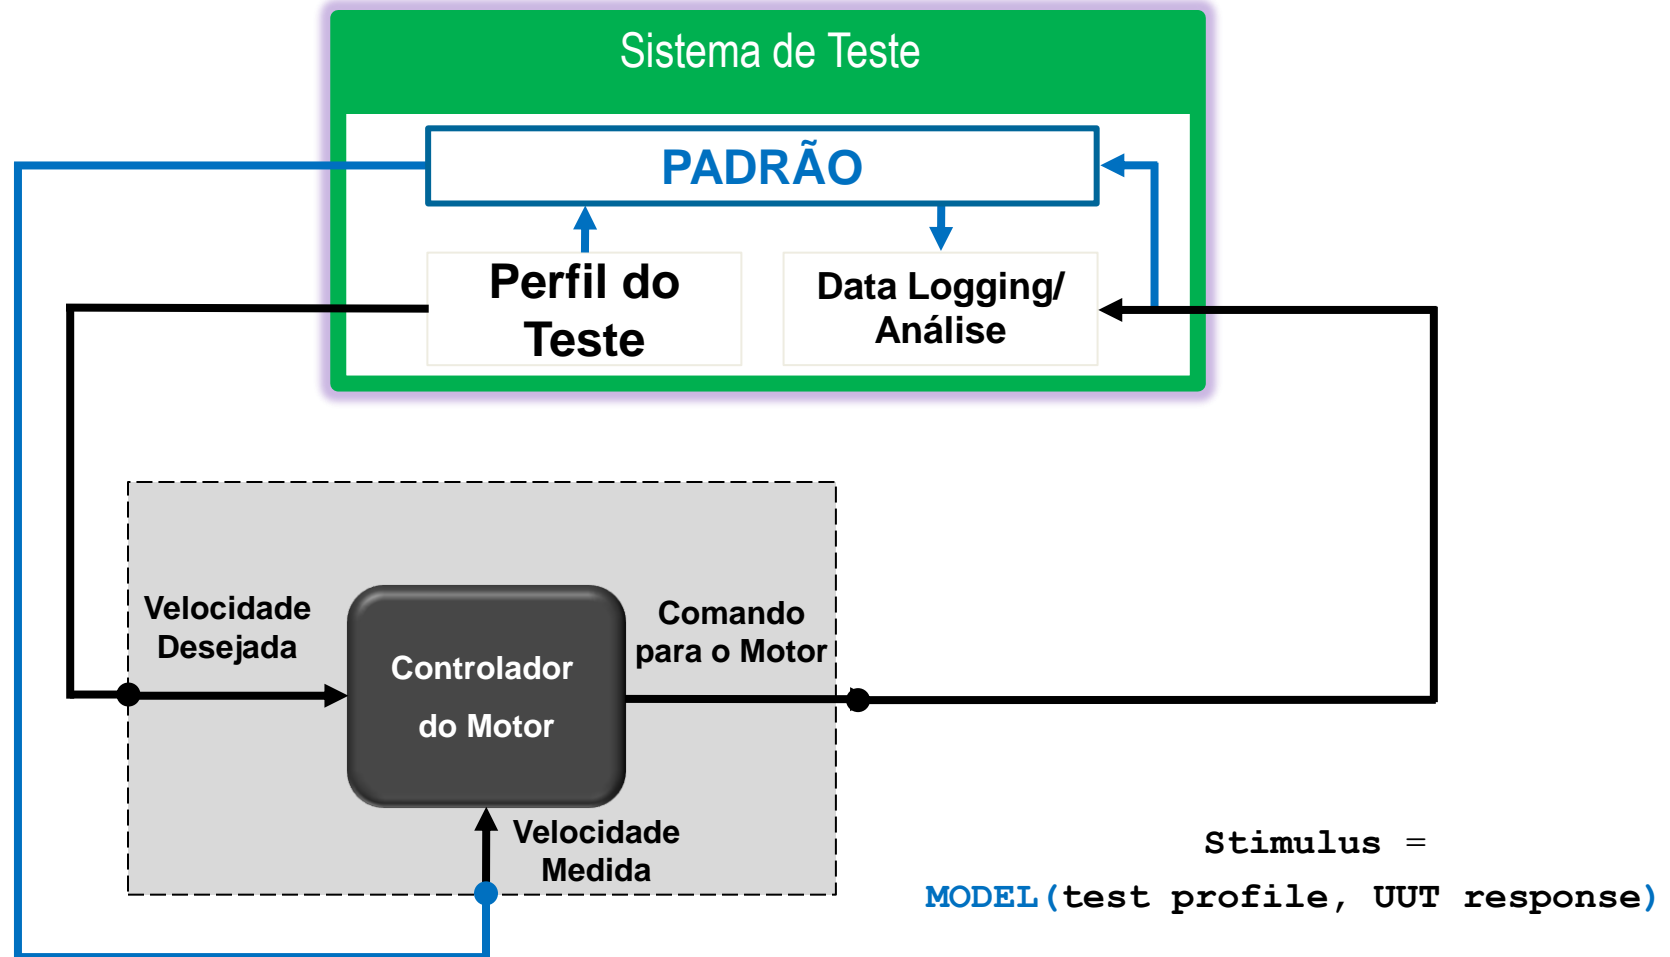 Sistema de Teste
PADRÃO
Perfil do
Teste
Data Logging/
Análise
Velocidade
Desejada
Controlador
do Motor
Comando
para o Motor
Velocidade
Medida
Stimulus =
MODEL(test profile, UUT response)